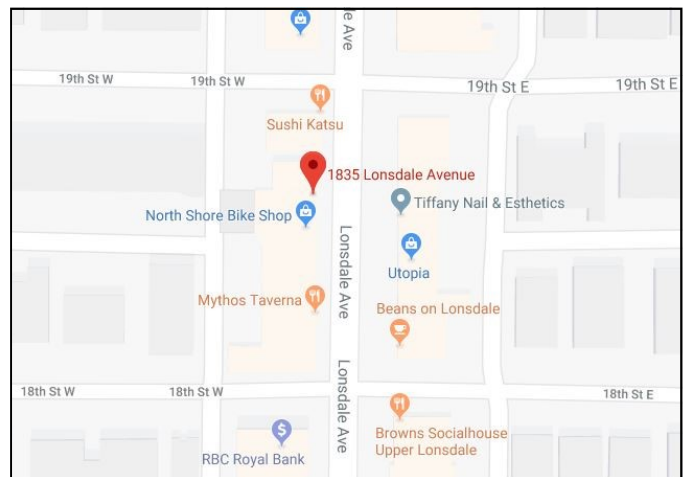 le Ave
19th St W
19th St W
19th St E
19th St E
Sushi Katsu
1835 Lonsdale Avenue
North Shore Bike Shop
Tiffany Nail & Esthetics
Lonsdale Ave
Utopia
Mythos Taverna
Beans on Lonsdale
Lonsdale Ave
18th St W
18th St W
18th St E
RBC Royal Bank
Browns Socialhouse
Upper Lonsdale